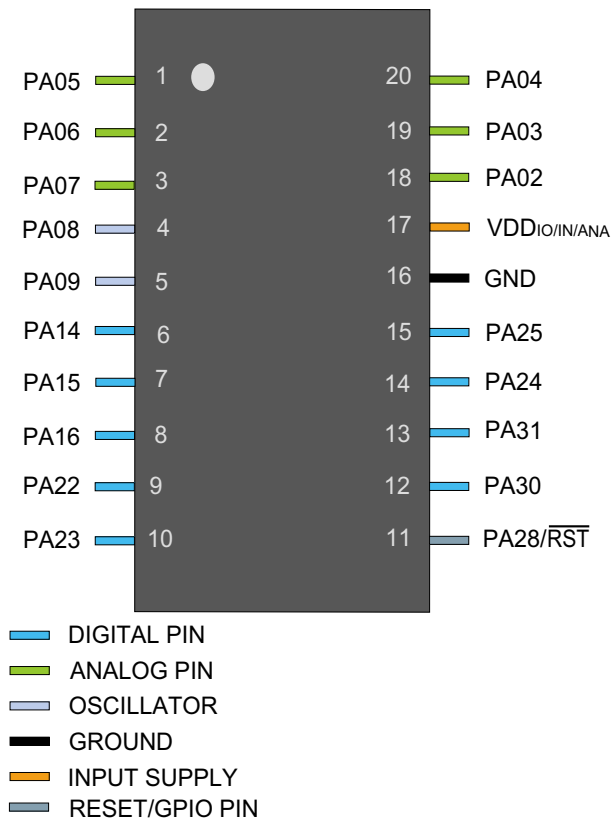 PA05 1 20 PA04
PA06 2 19 PA03
PA07 3 18 PA02
PA08 4 17 VDDIO/IN/ANA
PA09 5 16 GND
PA14 6 15 PA25
PA15 7 14 PA24
PA16 8 13 PA31
PA22 9 12 PA30
PA23 10 11 PA28/R̅S̅T̅
DIGITAL PIN
ANALOG PIN
OSCILLATOR
GROUND
INPUT SUPPLY
RESET/GPIO PIN